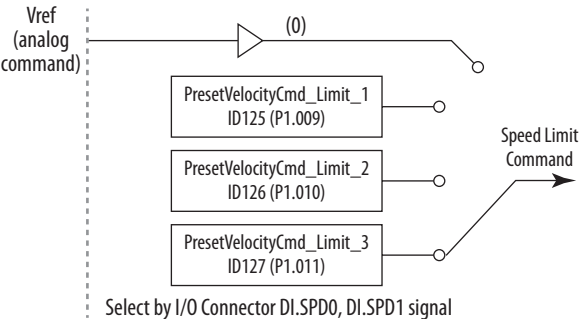 Vref
(analog
command)
(0)
PresetVelocityCmd_Limit_1
ID125 (P1.009)
PresetVelocityCmd_Limit_2
ID126 (P1.010)
Speed Limit
Command
PresetVelocityCmd_Limit_3
ID127 (P1.011)
Select by I/O Connector DI.SPD0, DI.SPD1 signal